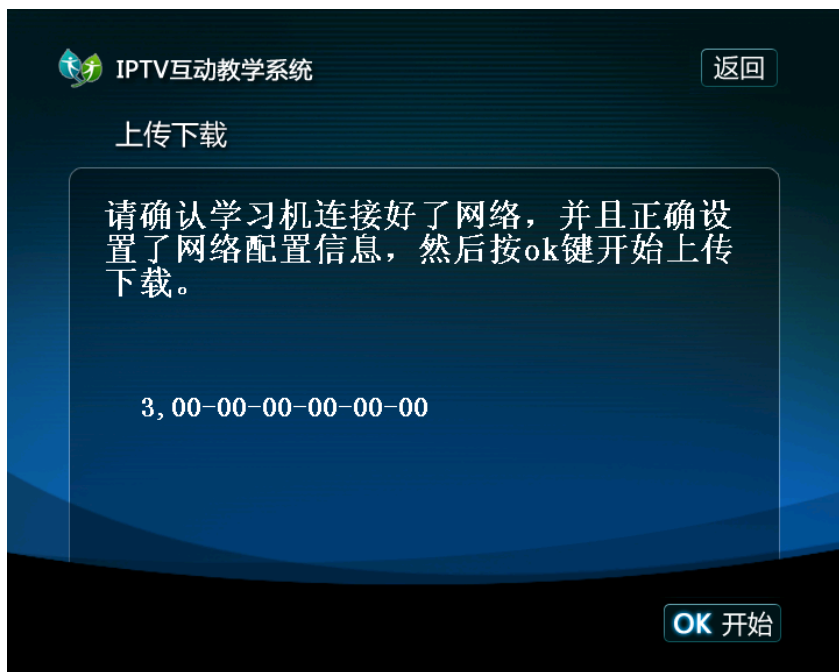 IPTV互动教学系统
返回
上传下载
请确认学习机连接好了网络，并且正确设
置了网络配置信息，然后按ok键开始上传
下载。
3,00-00-00-00-00-00
OK 开始